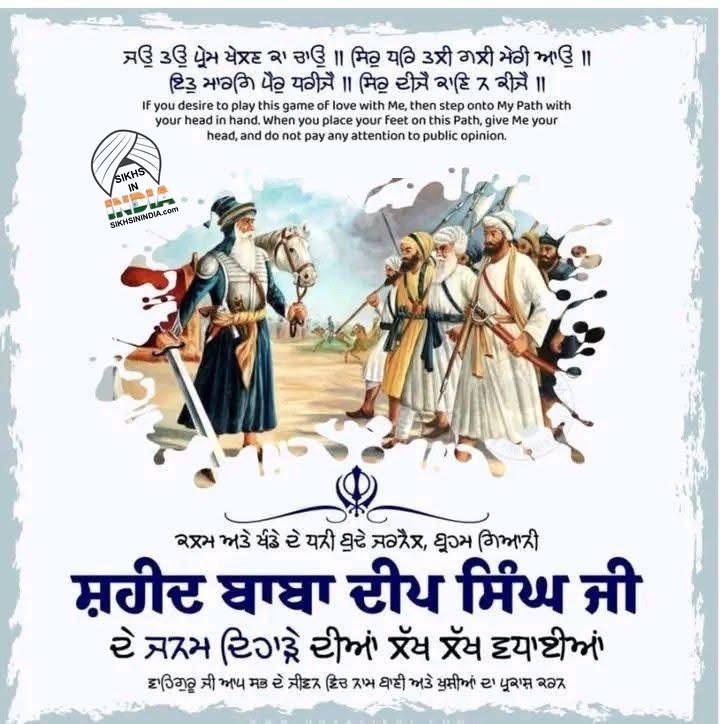 ਜਉ ਤਉ ਪ੍ਰੇਮ ਖੇਲਣ ਕਾ ਚਾਉ ॥ ਸਿਰੁ ਧਰਿ ਤਲੀ ਗਲੀ ਮੇਰੀ ਆਉ ॥
ਇਤੁ ਮਾਰਗਿ ਪੈਰੁ ਧਰੀਜੈ ॥ ਸਿਰੁ ਦੀਜੈ ਕਾਣਿ ਨ ਕੀਜੈ ॥
If you desire to play this game of love with Me, then step onto My Path with
your head in hand. When you place your feet on this Path, give Me your
head, and do not pay any attention to public opinion.
SIKHS
IN
INDIA
SIKHSININDIA.com
ਕਲਮ ਅਤੇ ਖੰਡੇ ਦੇ ਧਨੀ ਬੁਢੇ ਜਰਨੈਲ, ਬ੍ਰਹਮ ਗਿਆਨੀ
ਸ਼ਹੀਦ ਬਾਬਾ ਦੀਪ ਸਿੰਘ ਜੀ
ਦੇ ਜਨਮ ਦਿਹਾੜੇ ਦੀਆਂ ਲੱਖ ਲੱਖ ਵਧਾਈਆਂ
ਵਾਹਿਗੁਰੂ ਜੀ ਆਪ ਸਭ ਦੇ ਜੀਵਨ ਵਿਚ ਨਾਮ ਬਾਣੀ ਅਤੇ ਖੁਸ਼ੀਆਂ ਦਾ ਪ੍ਰਕਾਸ਼ ਕਰਨ